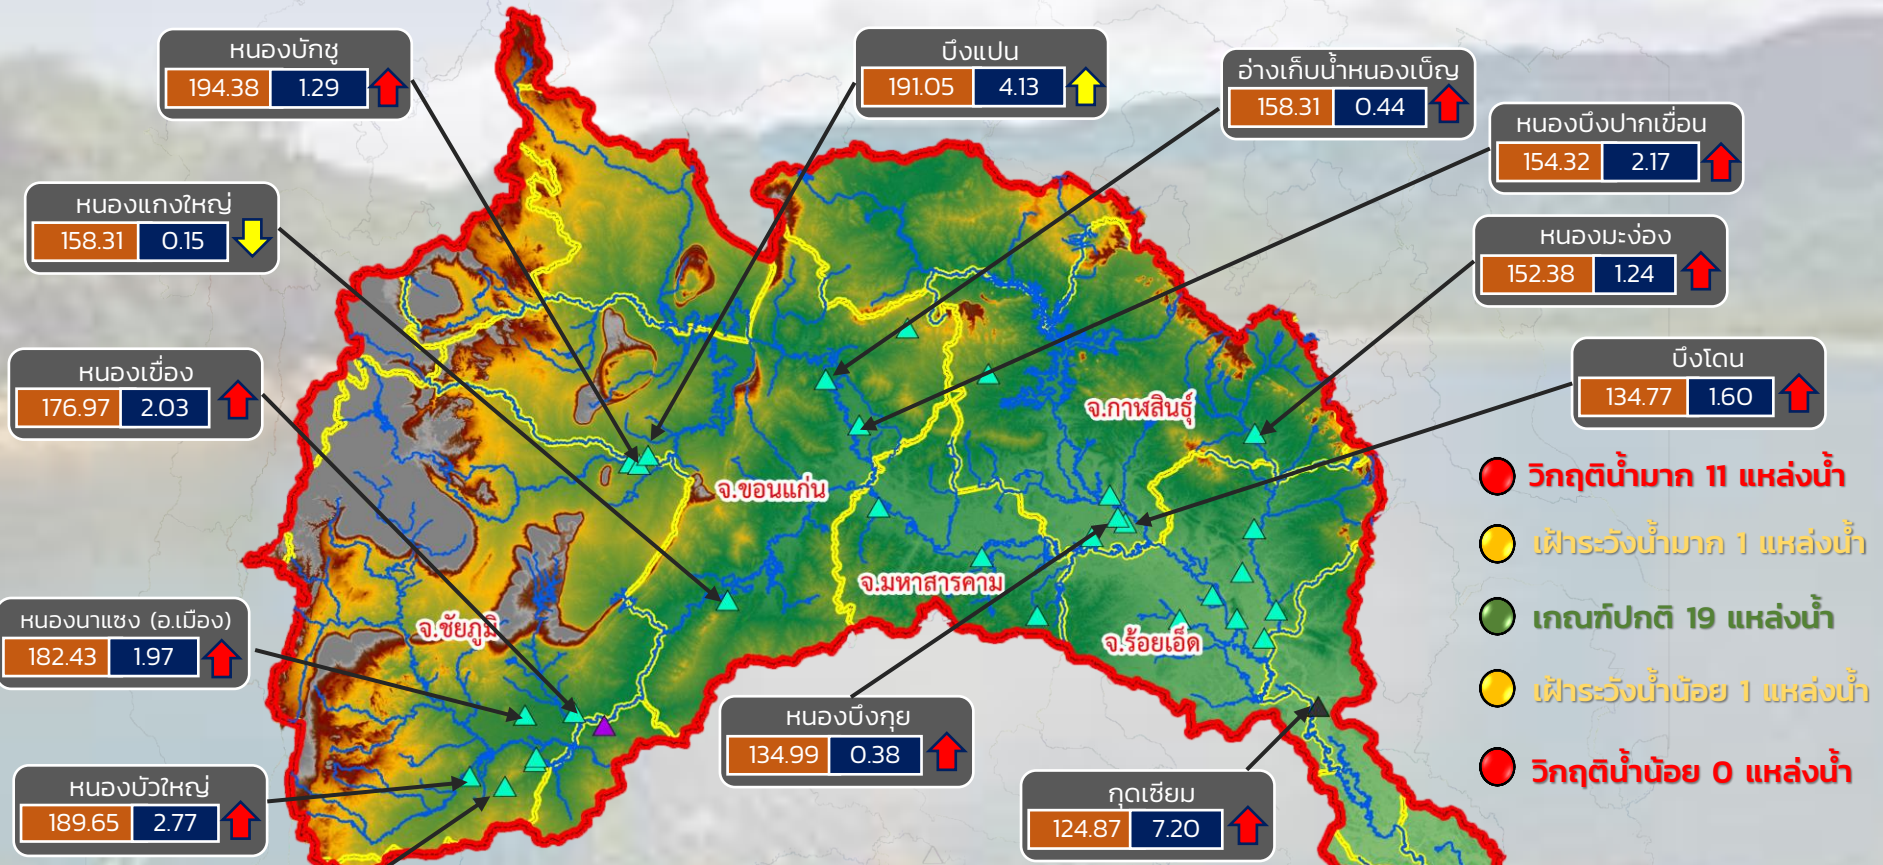 หนองบักชู
194.38 1.29
บึงแปน
191.05 4.13
อ่างเก็บน้ำหนองเบ็ญ
158.31 0.44
หนองบึงปากเขื่อน
154.32 2.17
หนองแกงใหญ่
158.31 0.15
หนองมะง่อง
152.38 1.24
หนองเขื่อง
176.97 2.03
บึงโดน
134.77 1.60
จ.กาฬสินธุ์
จ.ขอนแก่น
จ.มหาสารคาม
จ.ชัยภูมิ
จ.ร้อยเอ็ด
วิกฤติน้ำมาก 11 แหล่งน้ำ
เฝ้าระวังน้ำมาก 1 แหล่งน้ำ
เกณฑ์ปกติ 19 แหล่งน้ำ
เฝ้าระวังน้ำน้อย 1 แหล่งน้ำ
วิกฤติน้ำน้อย 0 แหล่งน้ำ
หนองนาแซง (อ.เมือง)
182.43 1.97
หนองบึงกุย
134.99 0.38
หนองบัวใหญ่
189.65 2.77
กุดเซียม
124.87 7.20